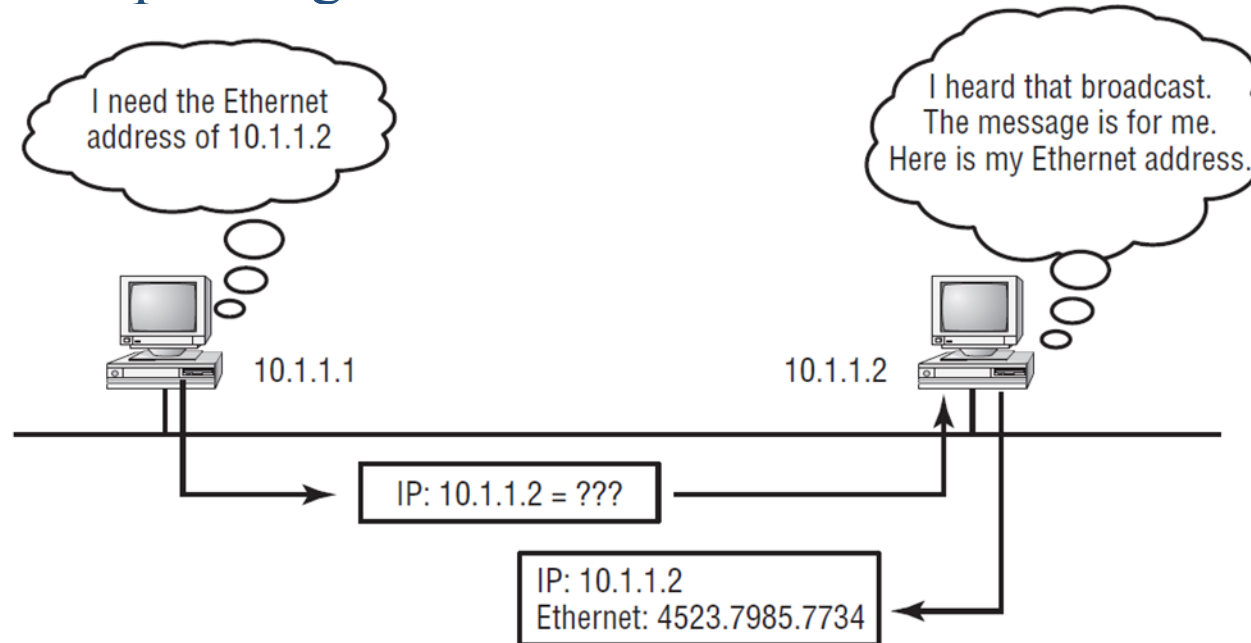 I need the Ethernet
address of 10.1.1.2
I heard that broadcast.
The message is for me.
Here is my Ethernet address.
10.1.1.1
10.1.1.2
IP: 10.1.1.2 = ???
IP: 10.1.1.2
Ethernet: 4523.7985.7734